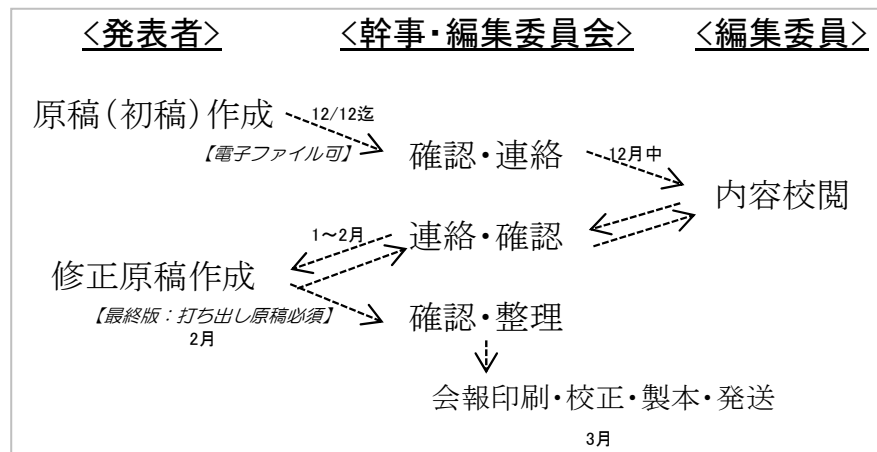 <発表者> <幹事・編集委員会> <編集委員>
原稿(初稿)作成 12/12迄
【電子ファイル可】 確認・連絡 12月中
内容校閲
1~2月 連絡・確認
修正原稿作成
【最終版:打ち出し原稿必須】 確認・整理
2月
会報印刷・校正・製本・発送
3月